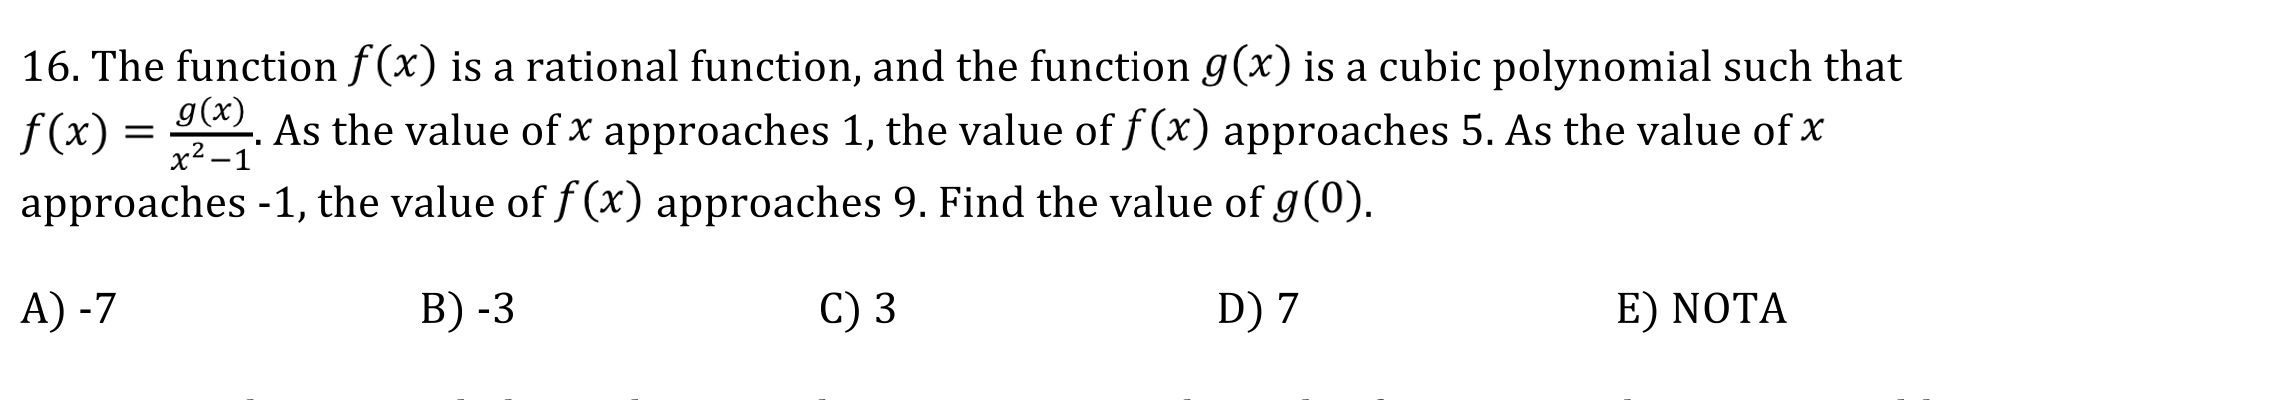 16. The function f(x) is a rational function, and the function g(x) is a cubic polynomial such that
f(x) = g(x)/(x²−1). As the value of x approaches 1, the value of f(x) approaches 5. As the value of x
approaches -1, the value of f(x) approaches 9. Find the value of g(0).
A) -7 B) -3 C) 3 D) 7 E) NOTA